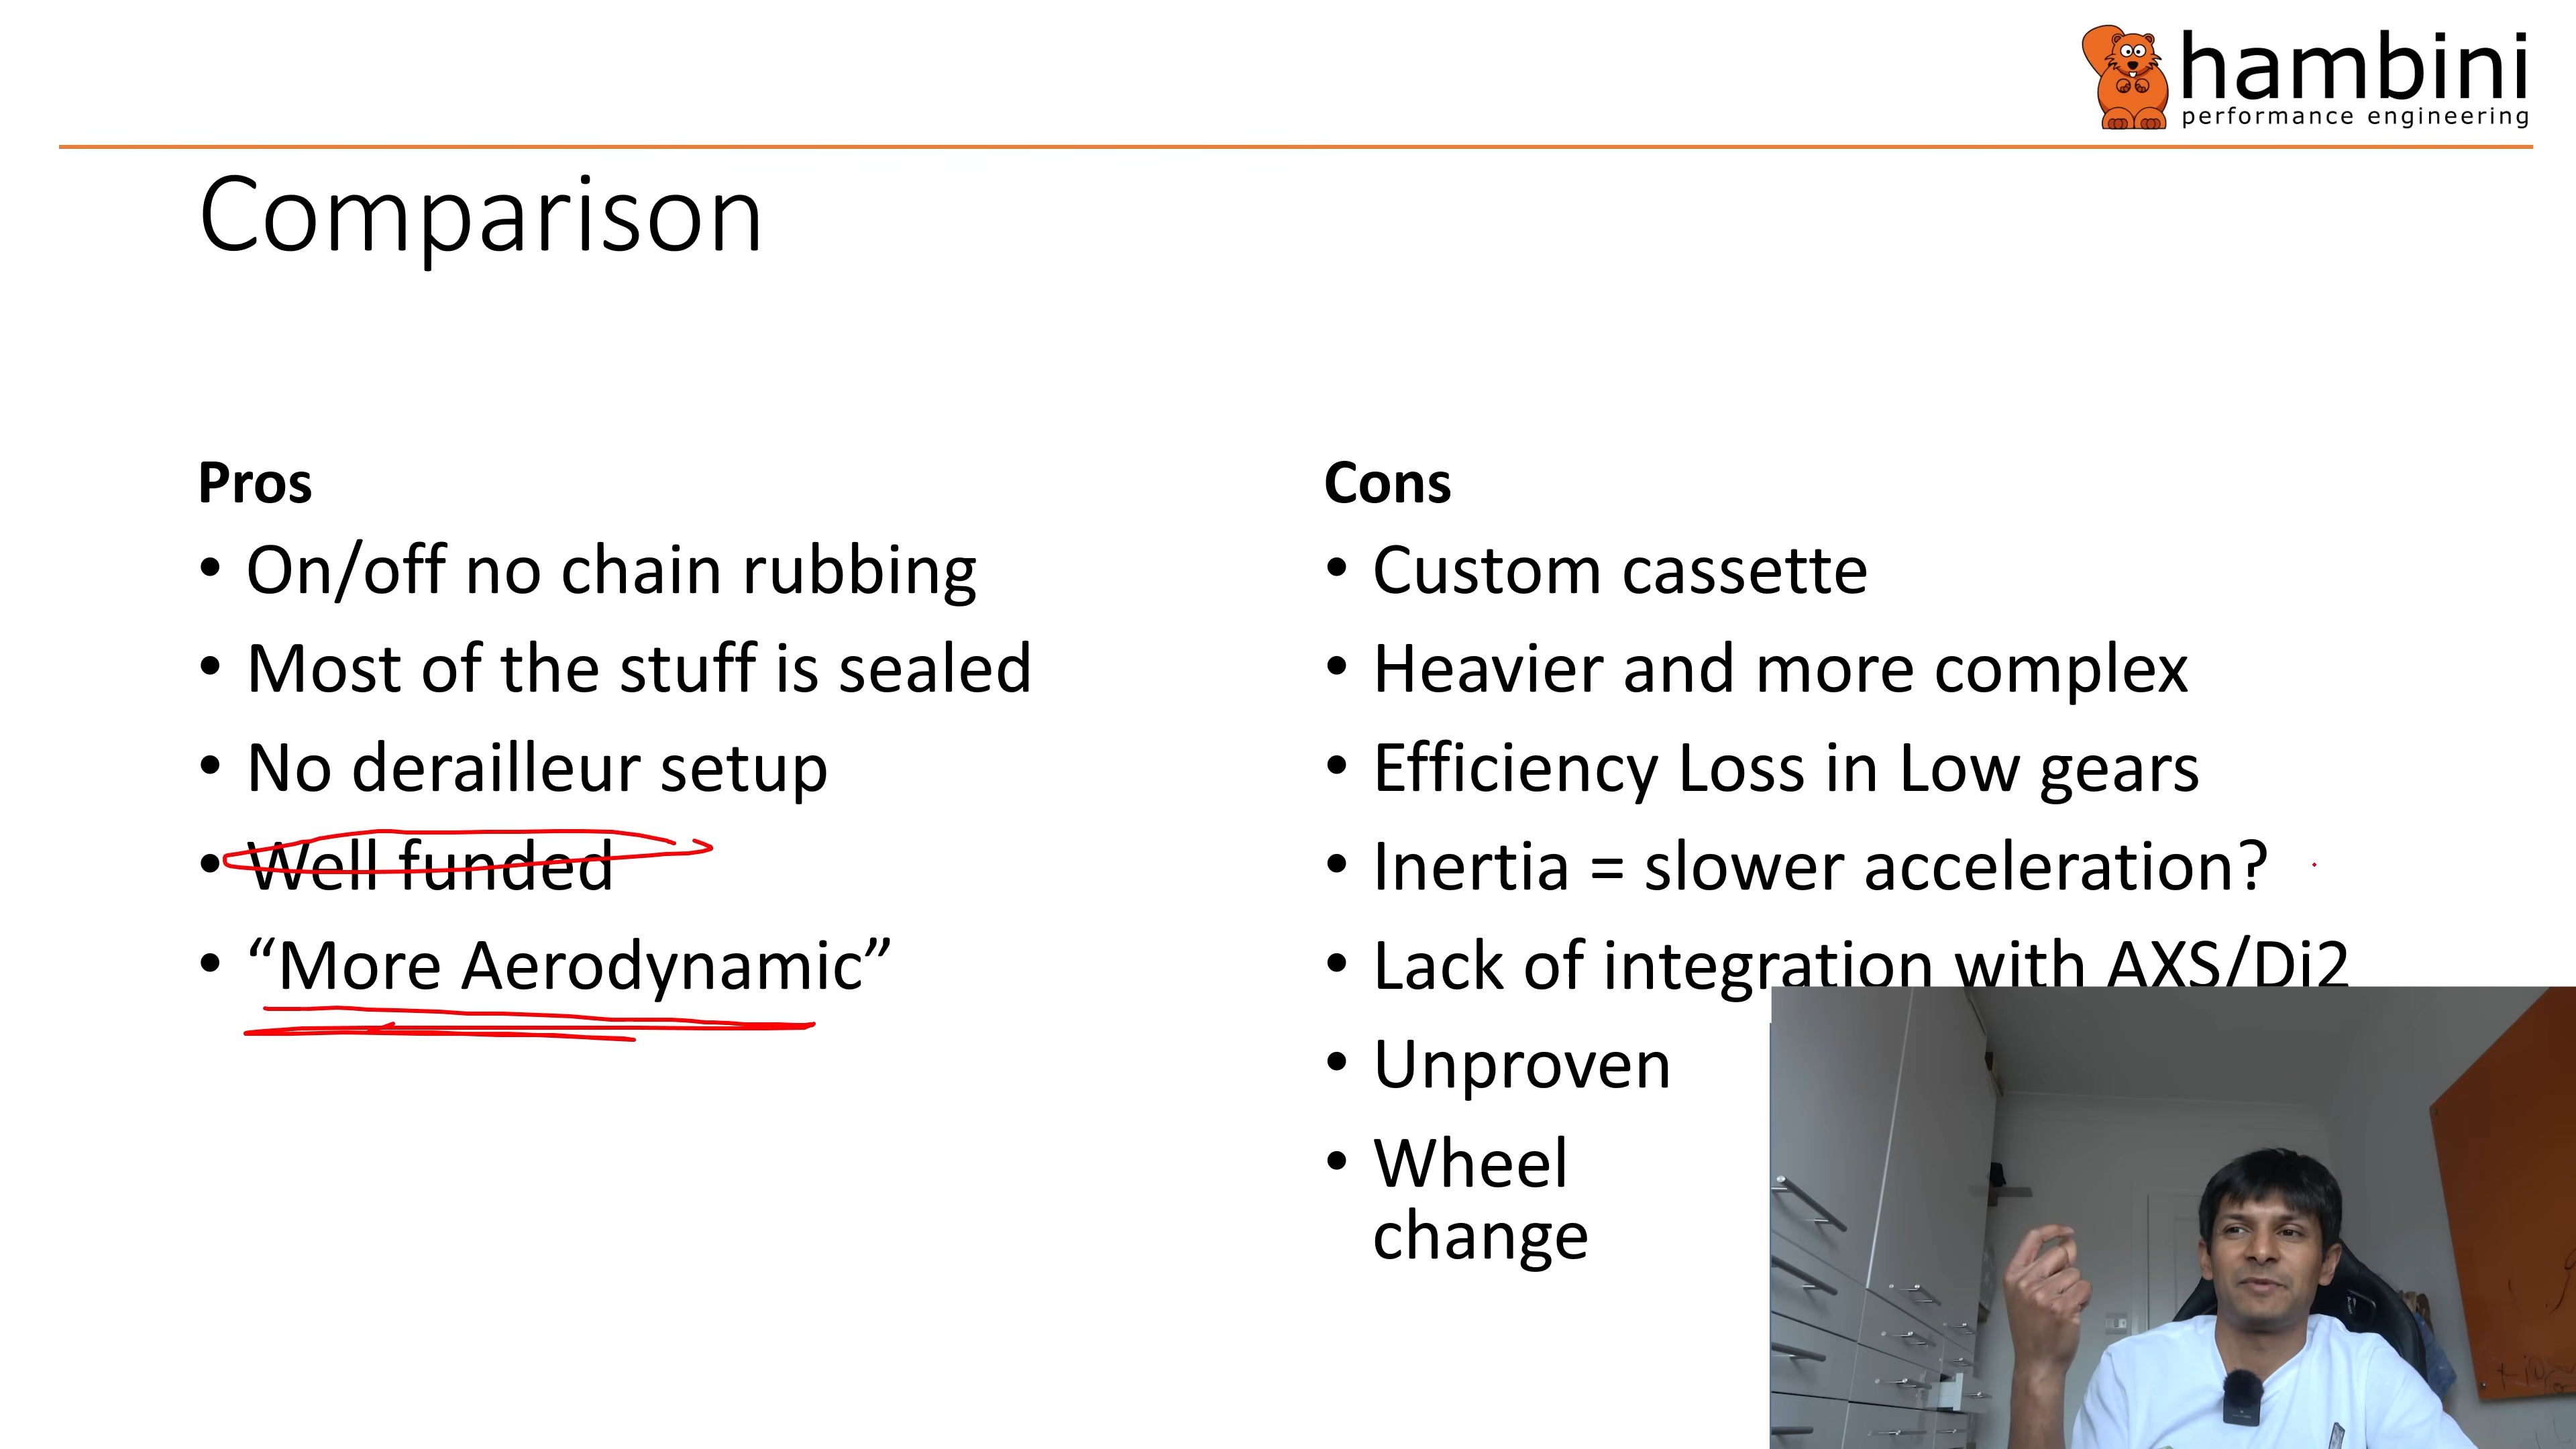 hambini
performance engineering
Comparison
Pros
• On/off no chain rubbing
• Most of the stuff is sealed
• No derailleur setup
• Well funded
• “More Aerodynamic”
Cons
• Custom cassette
• Heavier and more complex
• Efficiency Loss in Low gears
• Inertia = slower acceleration?
• Lack of integration with AXS/Di2
• Unproven
• Wheel
change